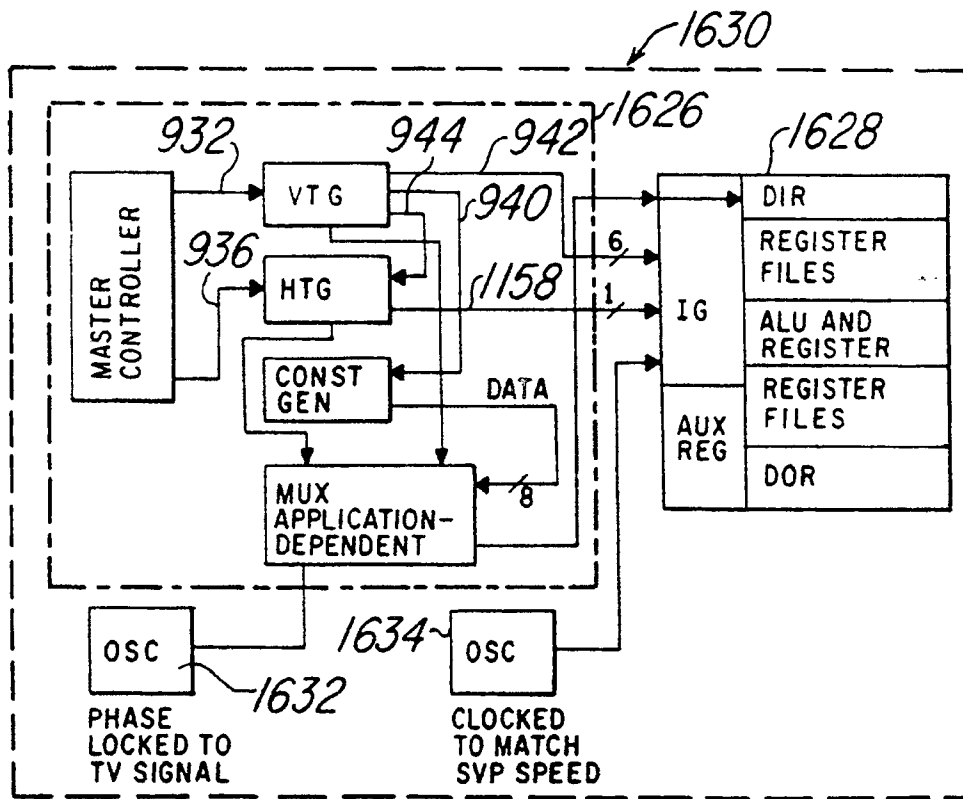 1630
1626
932
944
942
1628
MASTER
CONTROLLER
VTG
940
DIR
936
HTG
6
REGISTER
FILES
1158
1
IG
ALU AND
REGISTER
CONST
GEN
DATA
REGISTER
FILES
AUX
REG
8
MUX
APPLICATION-
DEPENDENT
DOR
OSC
1632
1634
OSC
PHASE
LOCKED TO
TV SIGNAL
CLOCKED
TO MATCH
SVP SPEED